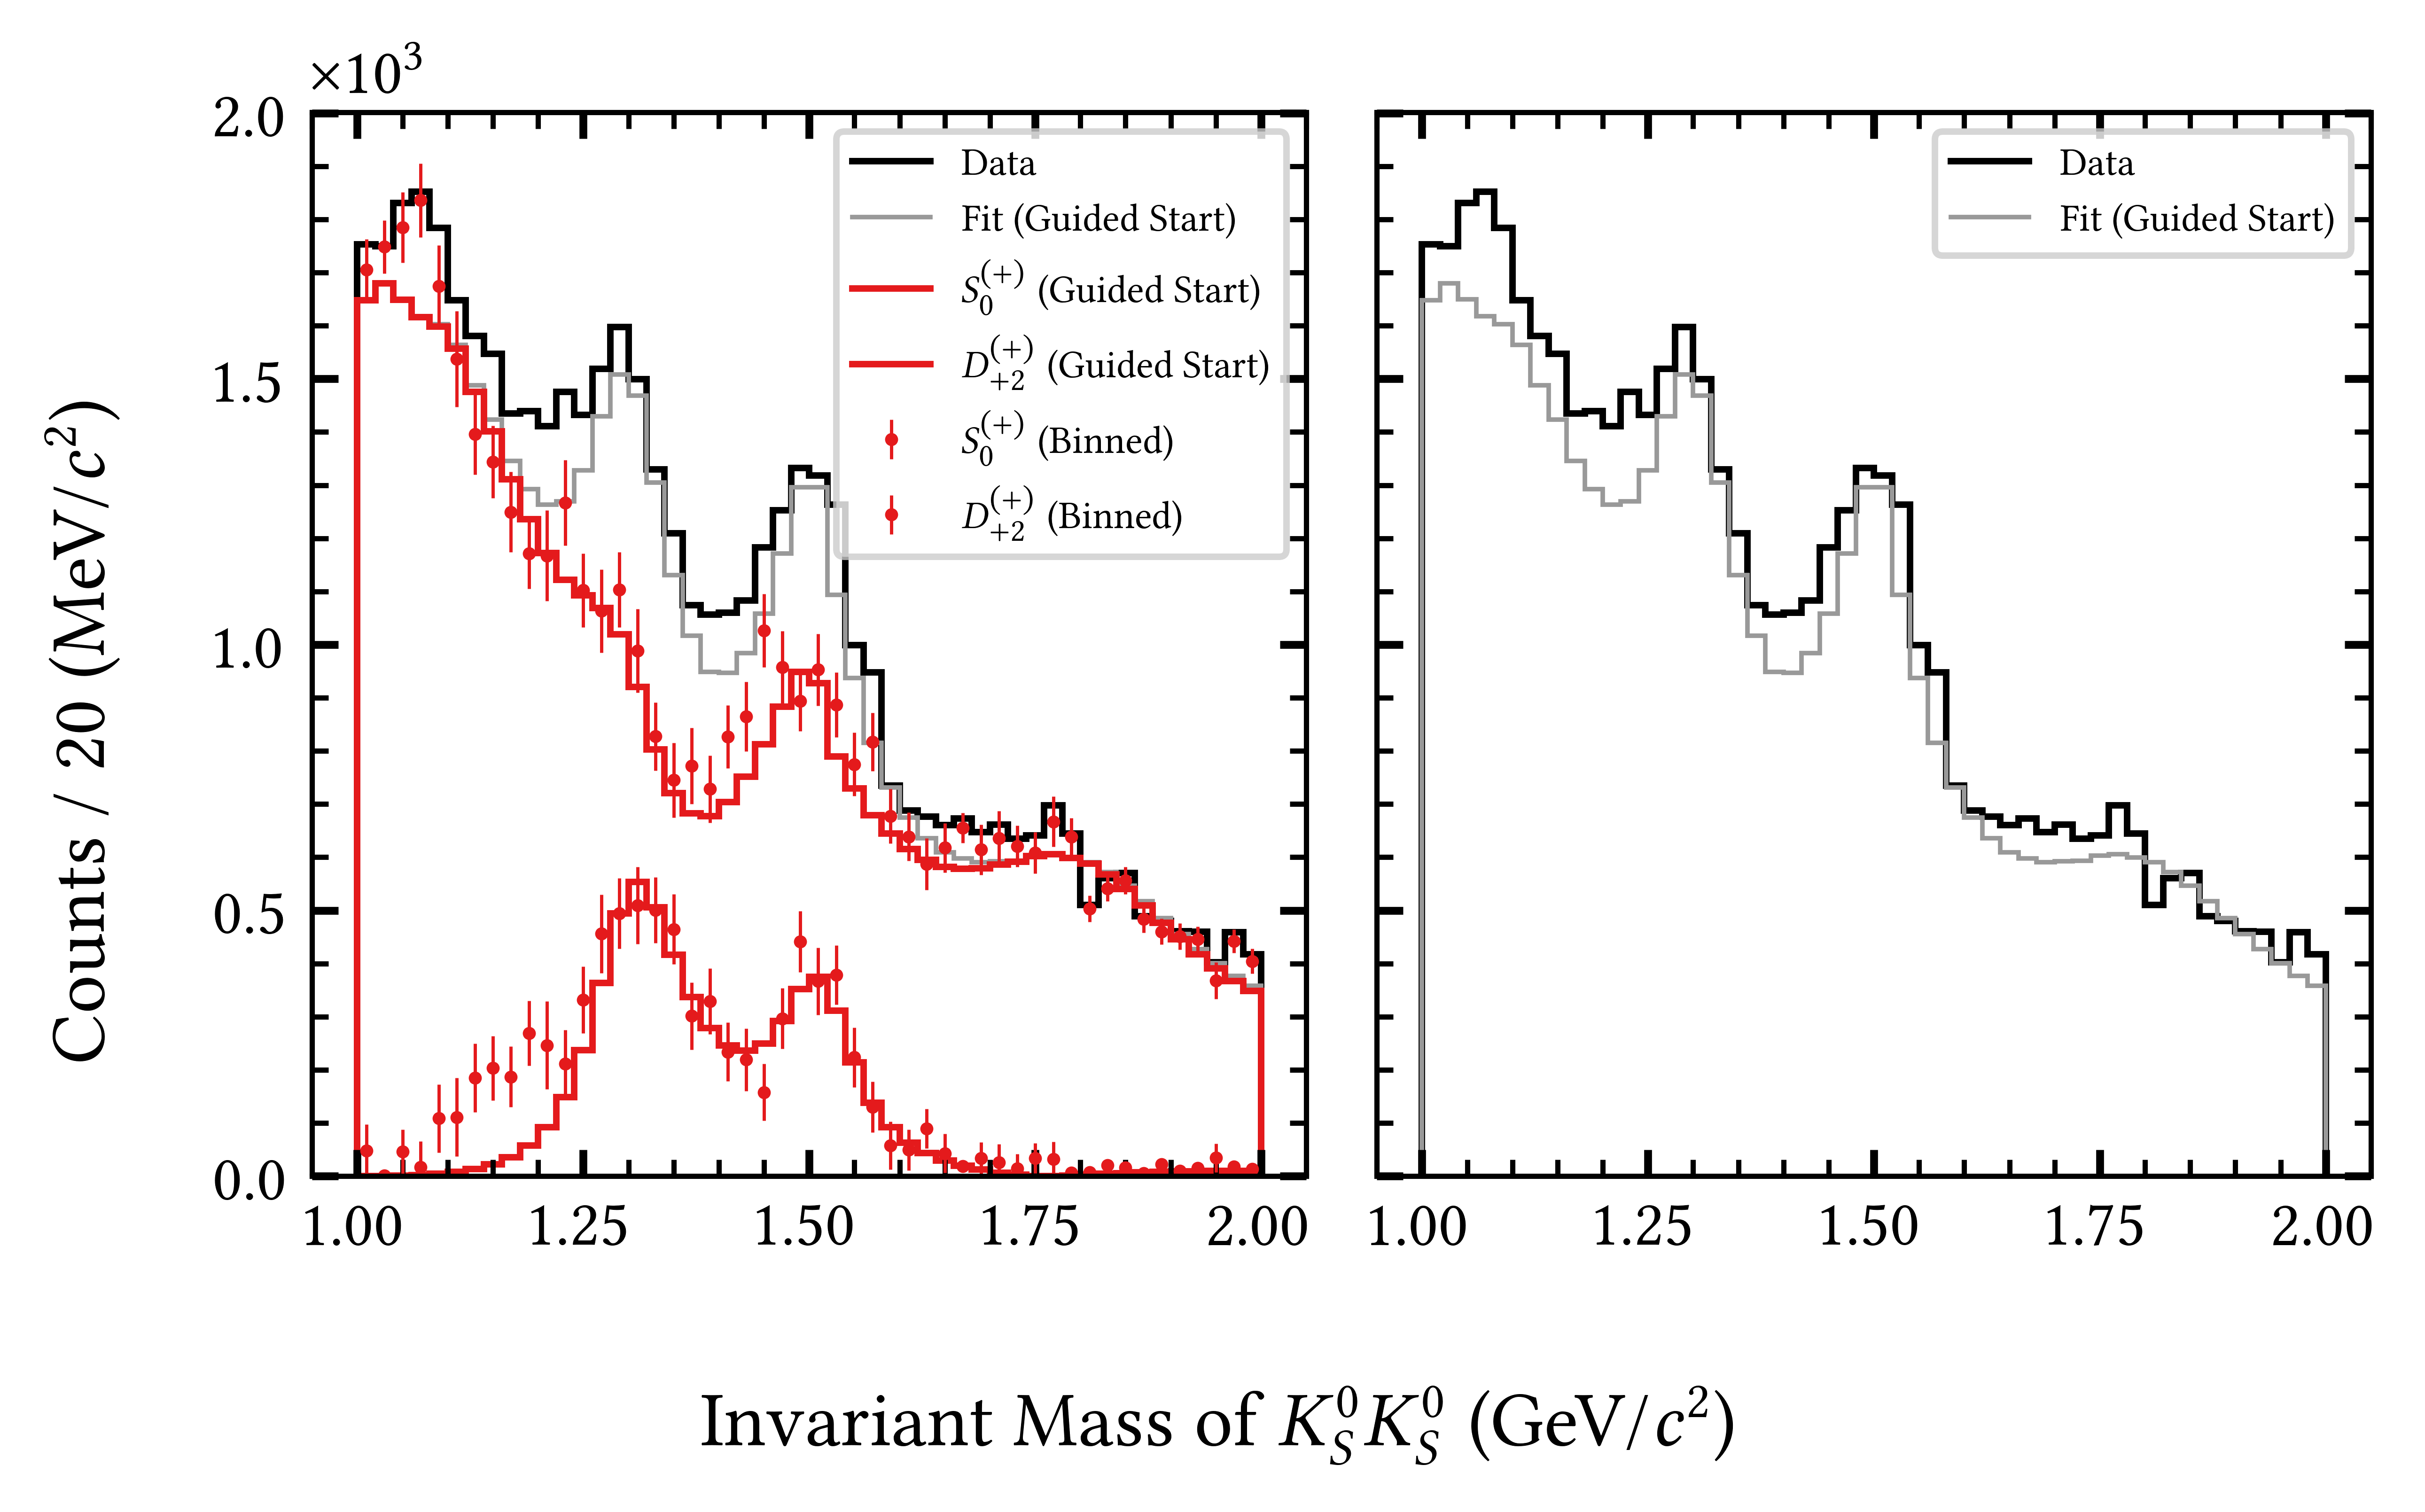 ×10³
2.0
1.5
1.0
0.5
0.0
Counts / 20 (MeV/c²)
Data
Fit (Guided Start)
S₀⁽⁺⁾ (Guided Start)
D₊₂⁽⁺⁾ (Guided Start)
S₀⁽⁺⁾ (Binned)
D₊₂⁽⁺⁾ (Binned)
1.00 1.25 1.50 1.75 2.00
Data
Fit (Guided Start)
1.00 1.25 1.50 1.75 2.00
Invariant Mass of K_S⁰K_S⁰ (GeV/c²)